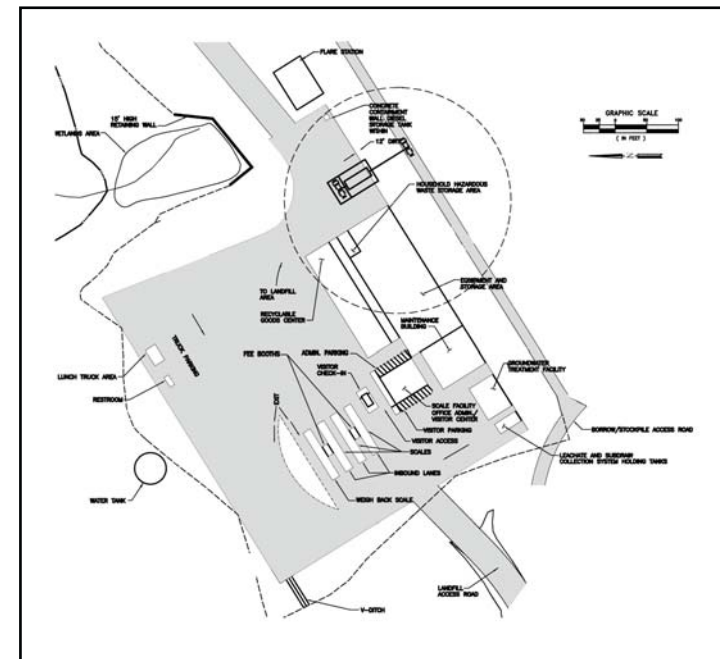 FLARE STATION
CONCRETE
CONTAINMENT
WALL DIESEL
STORAGE TANK
WITHIN
15' HIGH
RETAINING WALL
WETLANDS AREA
GRAPHIC SCALE
( IN FEET )
HOUSEHOLD HAZARDOUS
WASTE STORAGE AREA
TO LANDFILL
AREA
RECYCLABLE
GOODS CENTER
EQUIPMENT AND
STORAGE AREA
MAINTENANCE
BUILDING
TRUCK PARKING
FEE BOOTHS
ADMIN. PARKING
VISITOR
CHECK-IN
LUNCH TRUCK AREA
RESTROOM
EXIT
GROUNDWATER
TREATMENT FACILITY
SCALE FACILITY
OFFICE ADMIN./
VISITOR CENTER
VISITOR PARKING
VISITOR ACCESS
BORROW/STOCKPILE ACCESS ROAD
SCALES
LEACHATE AND SUBDRAIN
COLLECTION SYSTEM HOLDING TANKS
INBOUND LANES
WATER TANK
WEIGH BACK SCALE
LANDFILL
ACCESS ROAD
V-DITCH